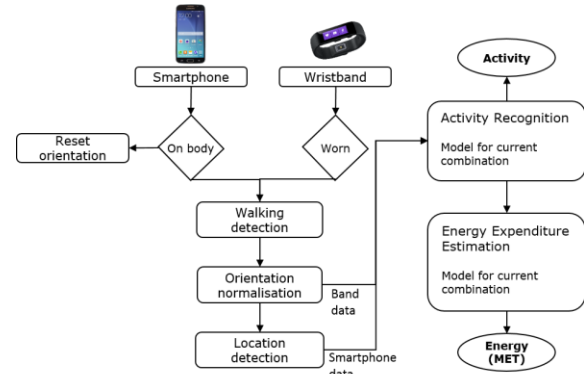 Smartphone
Wristband
Activity
Reset
orientation
On body
Worn
Activity Recognition
Model for current
combination
Walking
detection
Energy Expenditure
Estimation
Model for current
combination
Orientation
normalisation
Band
data
Location
detection
Smartphone
data
Energy
(MET)